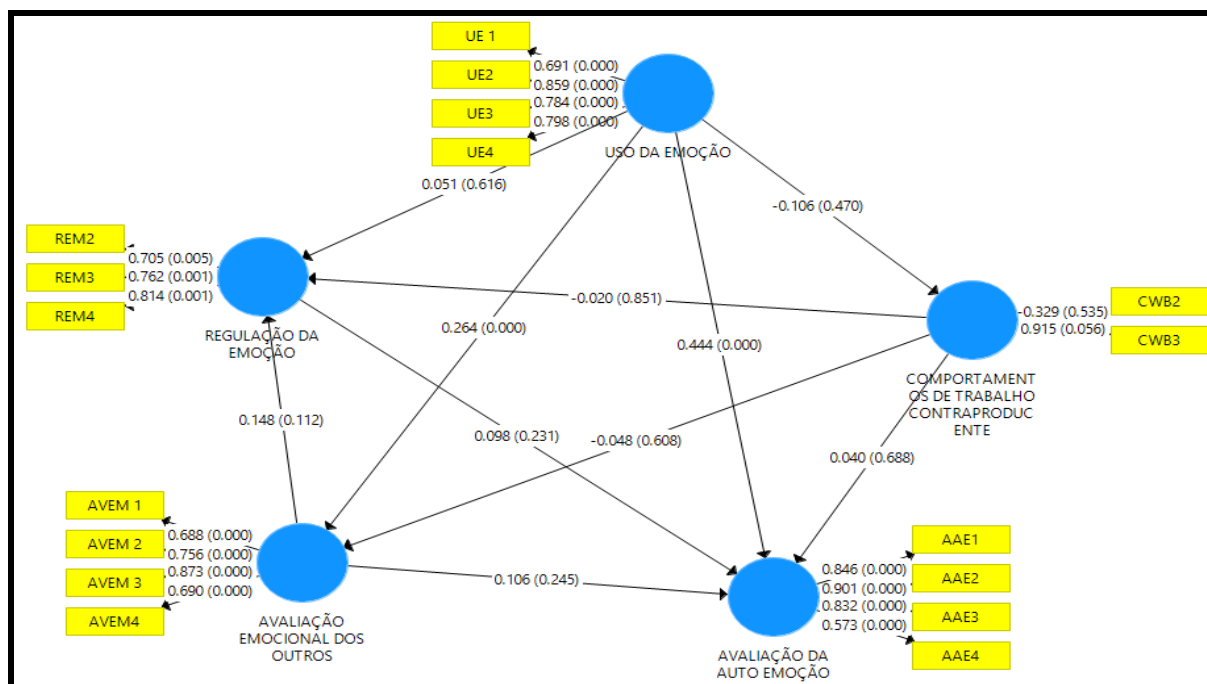 UE 1
0.691 (0.000)
UE2
0.859 (0.000)
UE3
0.784 (0.000)
0.798 (0.000)
UE4
USO DA EMOÇÃO
0.051 (0.616)
-0.106 (0.470)
REM2
0.705 (0.005)
REM3
0.762 (0.001)
REM4
0.814 (0.001)
REGULAÇÃO DA
EMOÇÃO
-0.020 (0.851)
CWB2
-0.329 (0.535)
0.915 (0.056)
CWB3
COMPORTAMENT
OS DE TRABALHO
CONTRAPRODUC
ENTE
0.264 (0.000)
0.444 (0.000)
0.148 (0.112)
0.098 (0.231)
-0.048 (0.608)
0.040 (0.688)
AVEM 1
0.688 (0.000)
AVEM 2
0.756 (0.000)
AVEM 3
0.873 (0.000)
0.690 (0.000)
AVEM4
AVALIAÇÃO
EMOCIONAL DOS
OUTROS
0.106 (0.245)
AAE1
0.846 (0.000)
AAE2
0.901 (0.000)
0.832 (0.000)
AAE3
0.573 (0.000)
AAE4
AVALIAÇÃO DA
AUTO EMOÇÃO